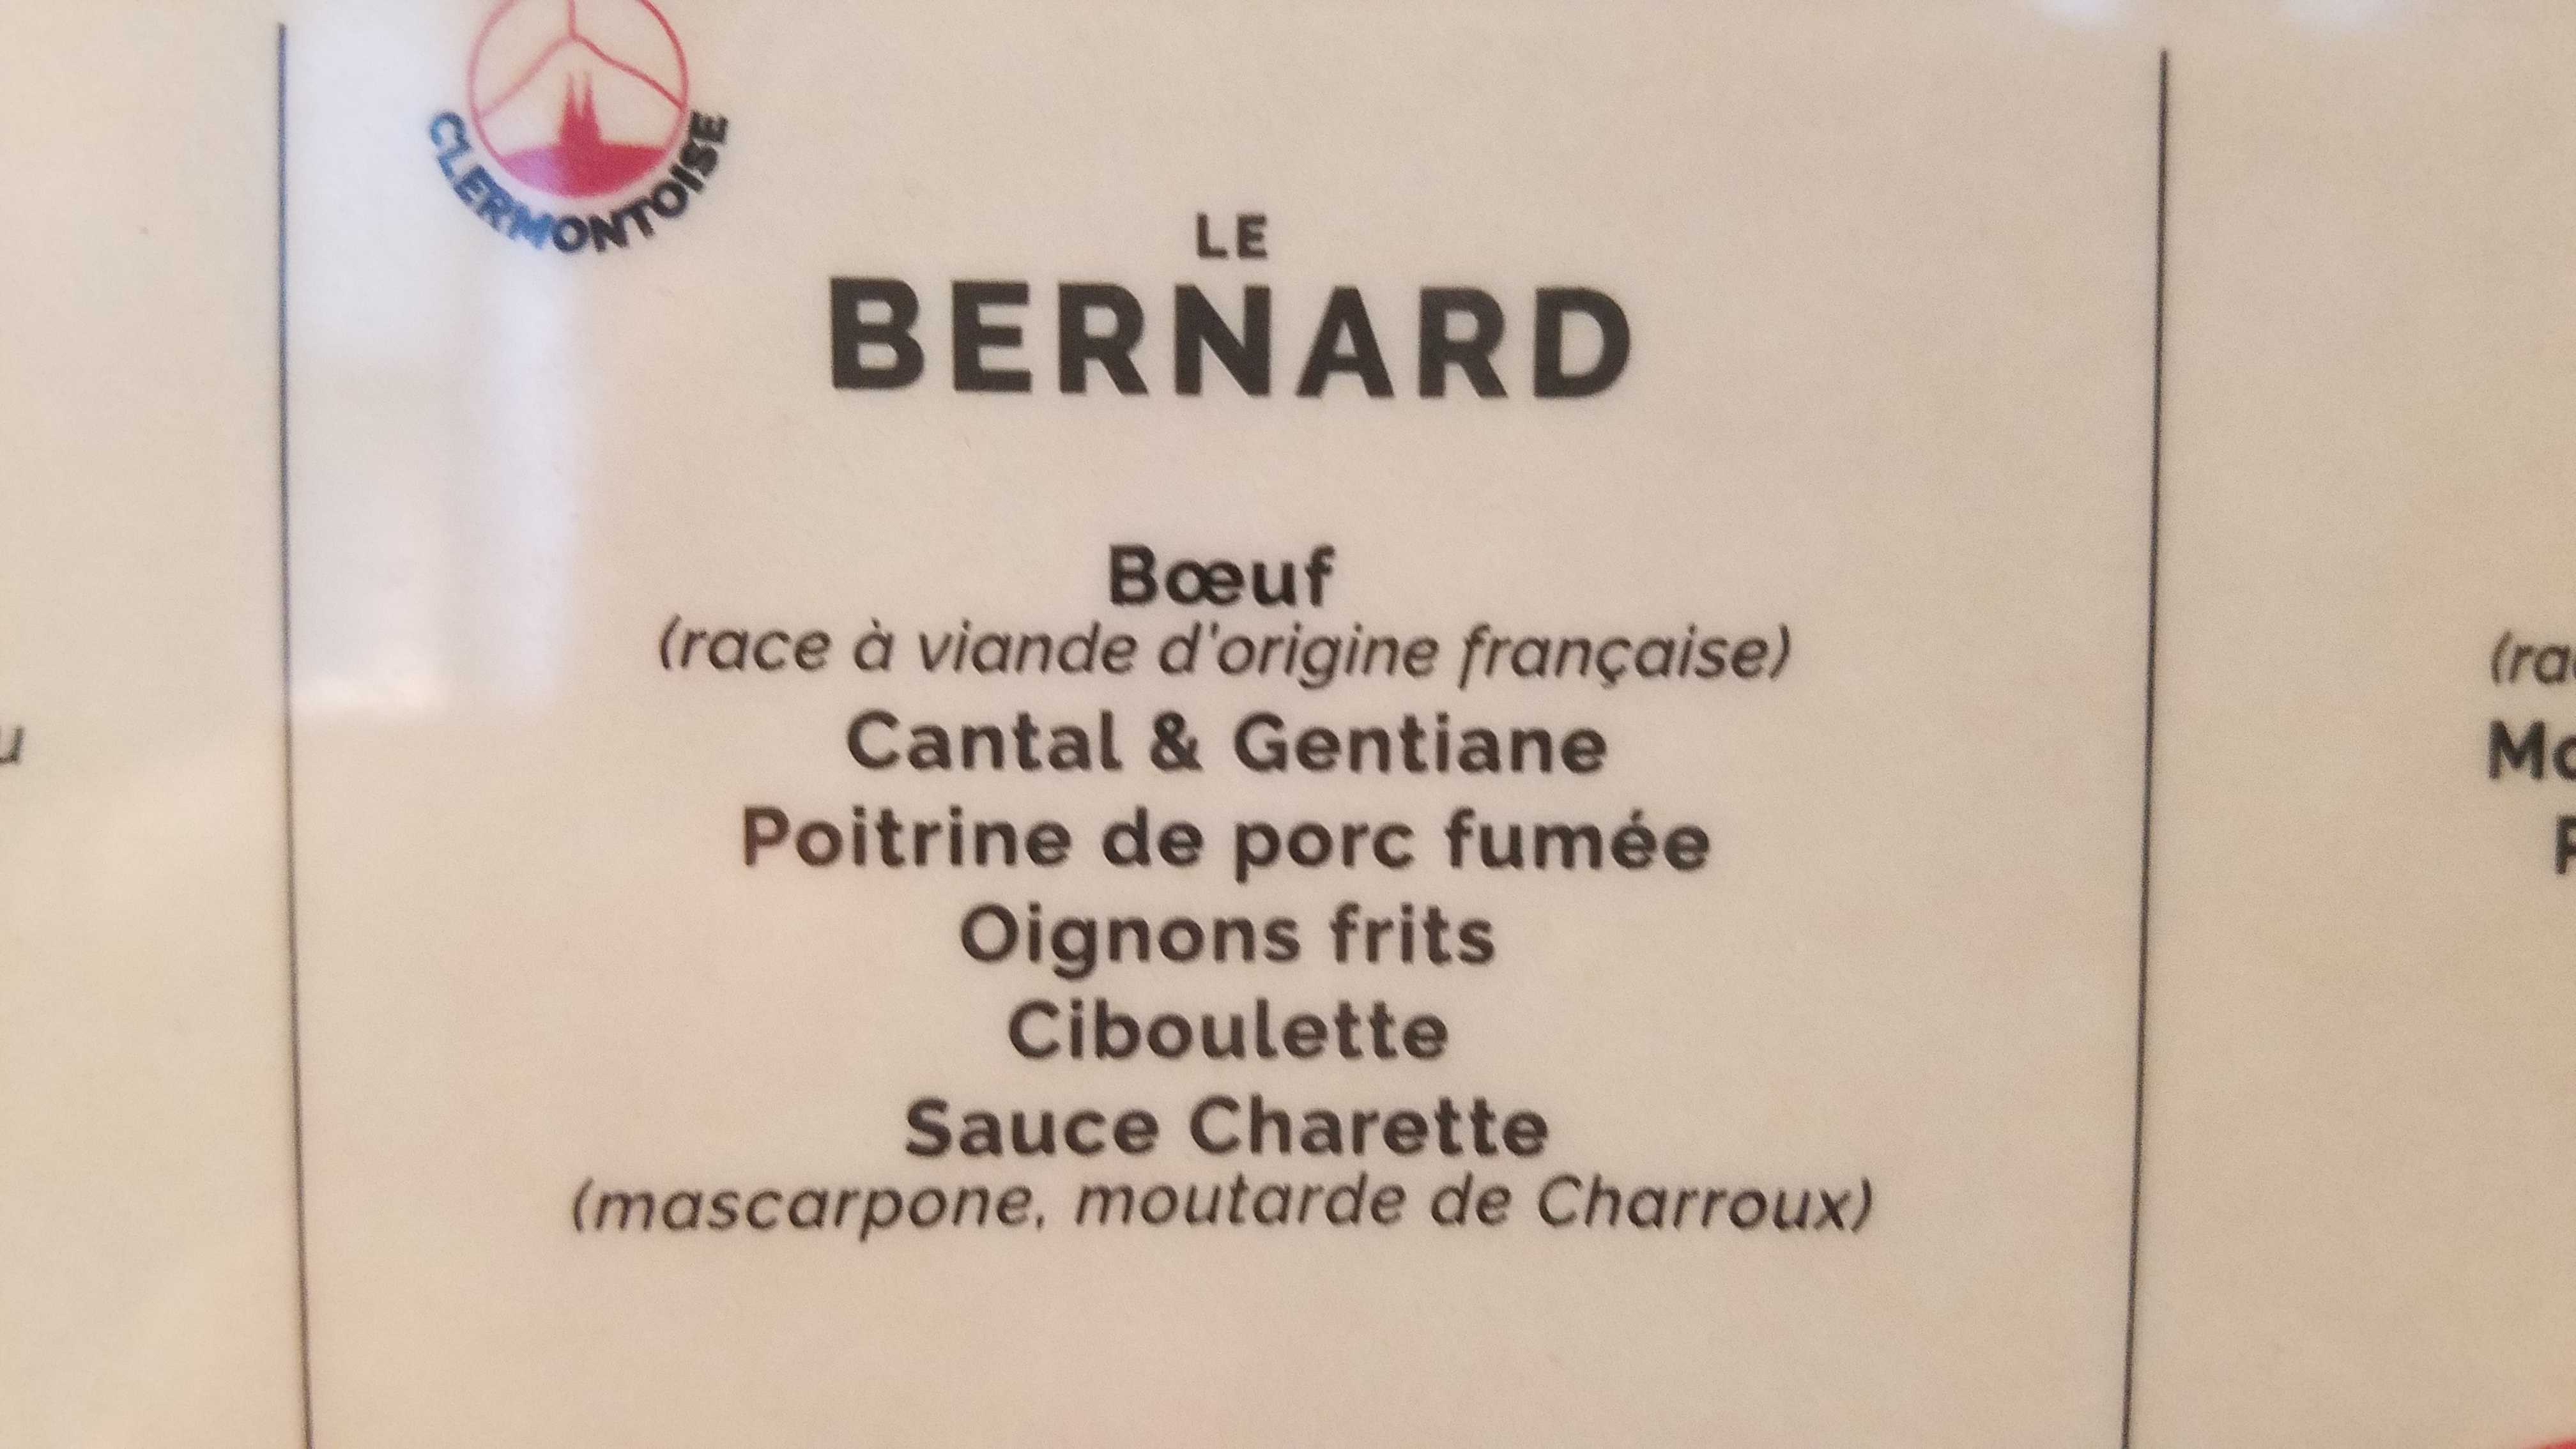 CLERMONTOISE
LE
BERNARD
Bœuf
(race à viande d'origine française)
Cantal & Gentiane
Poitrine de porc fumée
Oignons frits
Ciboulette
Sauce Charette
(mascarpone, moutarde de Charroux)